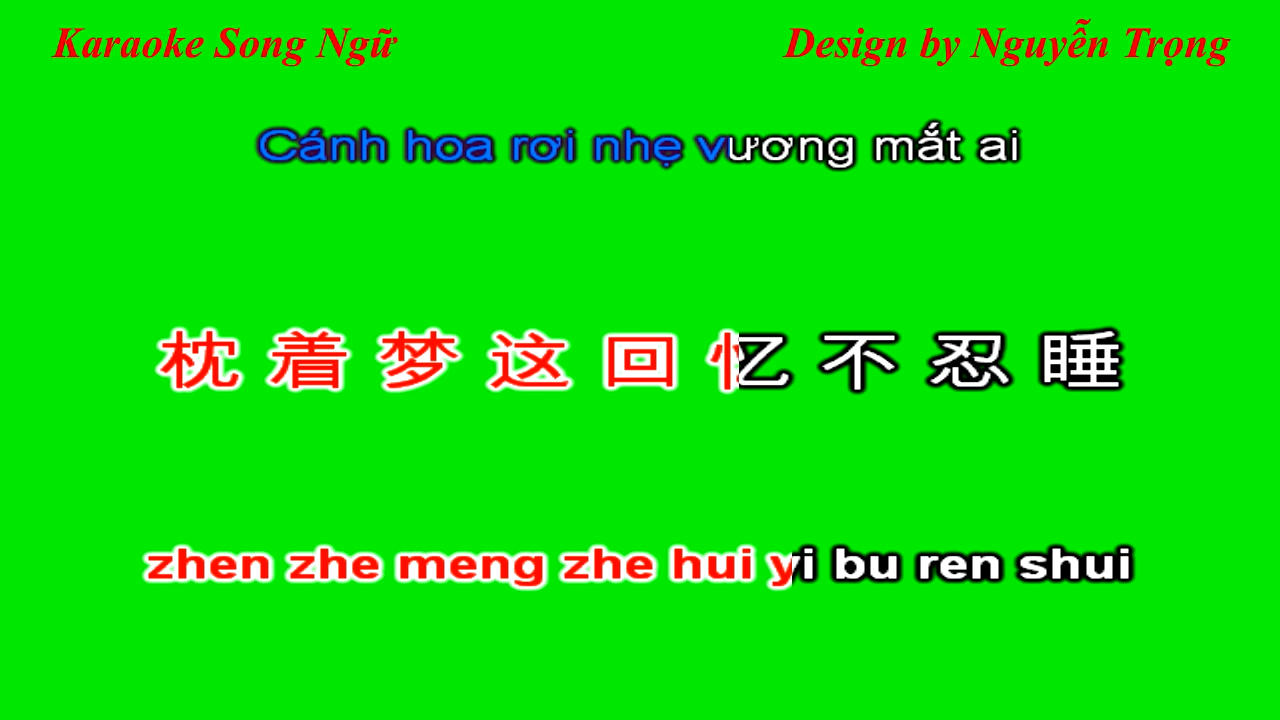 Karaoke Song Ngữ
Design by Nguyễn Trọng
Cánh hoa rơi nhẹ vương mắt ai
枕着梦这回忆不忍睡
zhen zhe meng zhe hui yi bu ren shui